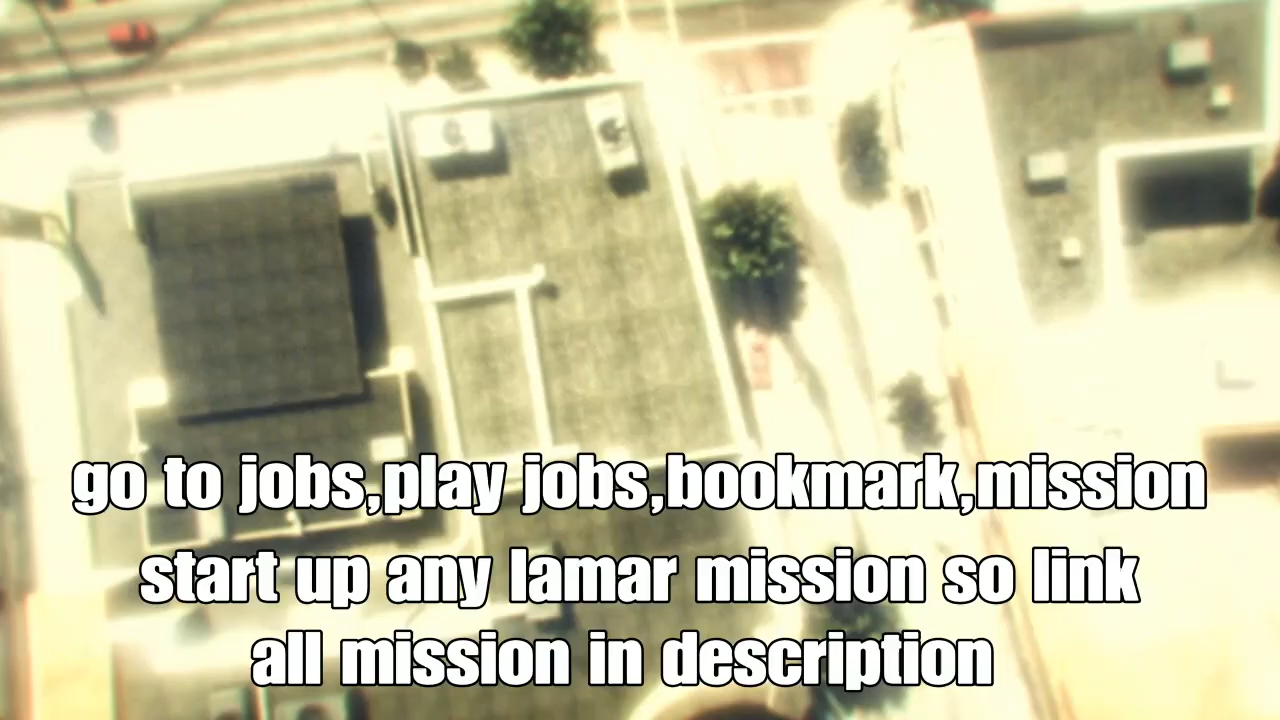 go to jobs,play jobs,bookmark,mission
start up any lamar mission so link
all mission in description